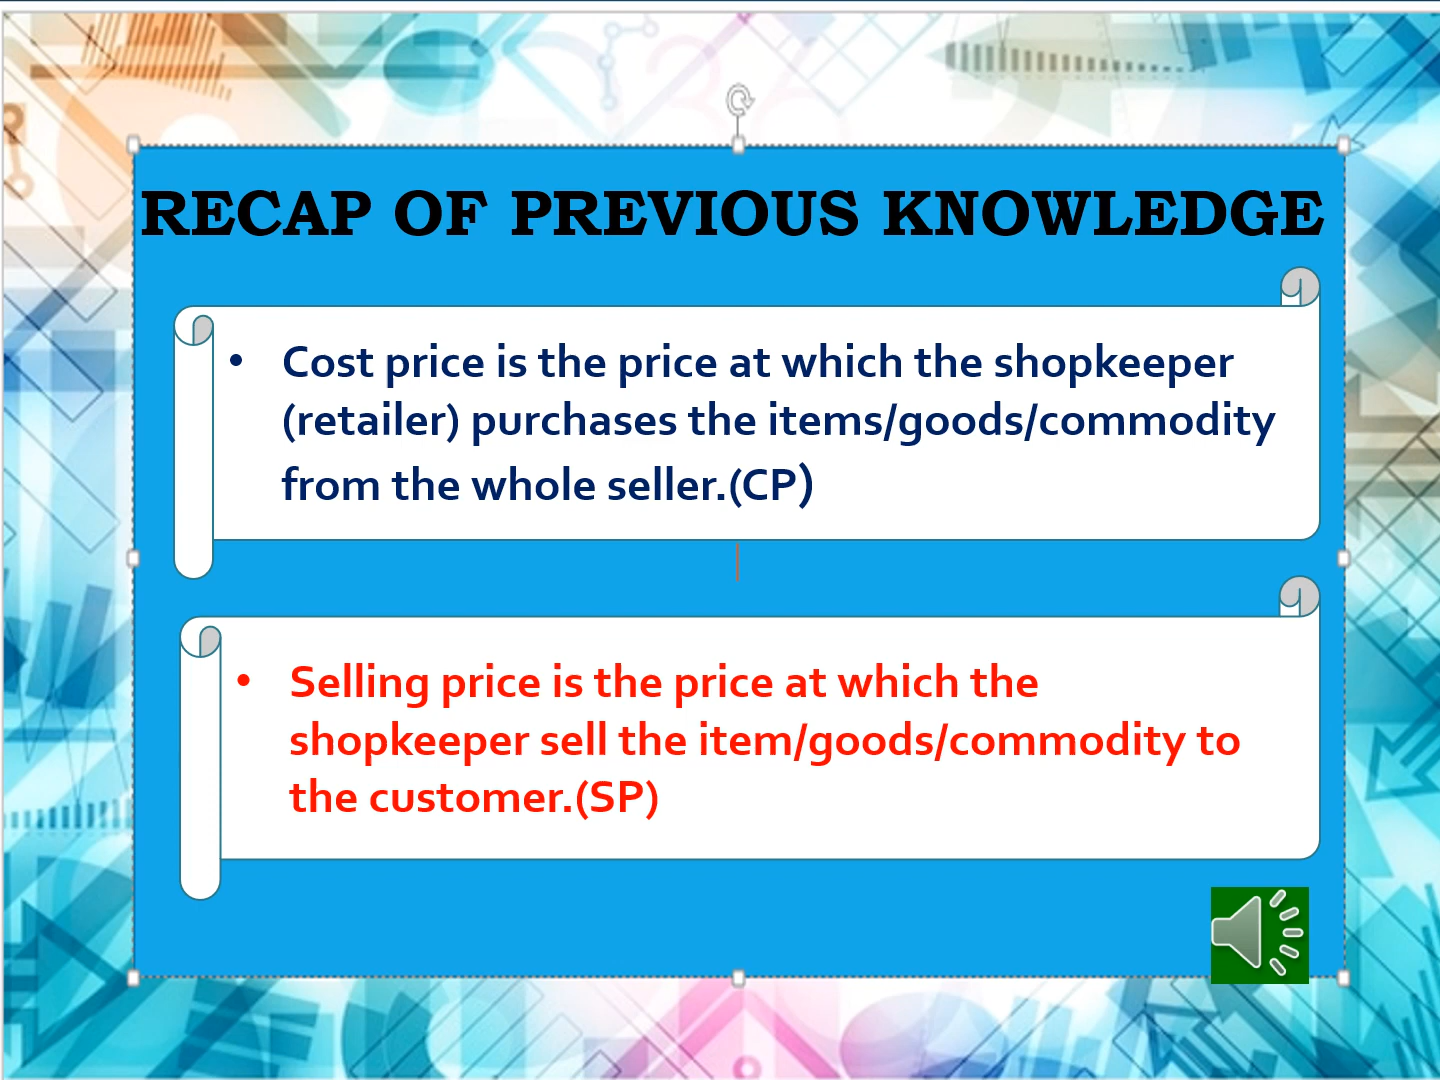 RECAP OF PREVIOUS KNOWLEDGE
• Cost price is the price at which the shopkeeper
(retailer) purchases the items/goods/commodity
from the whole seller.(CP)
• Selling price is the price at which the
shopkeeper sell the item/goods/commodity to
the customer.(SP)